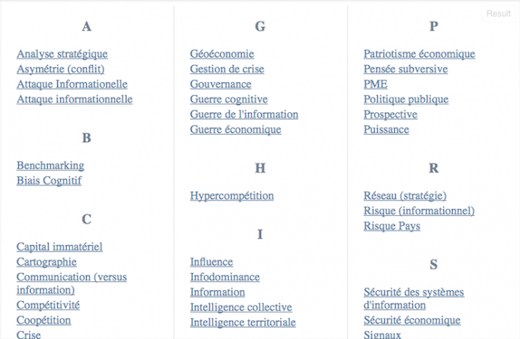 Result
A
Analyse stratégique
Asymétrie (conflit)
Attaque Informationelle
Attaque informationnelle
B
Benchmarking
Biais Cognitif
C
Capital immatériel
Cartographie
Communication (versus
information)
Compétitivité
Coopétition
Crise
G
Géoéconomie
Gestion de crise
Gouvernance
Guerre cognitive
Guerre de l'information
Guerre économique
H
Hypercompétition
I
Influence
Infodominance
Information
Intelligence collective
Intelligence territoriale
P
Patriotisme économique
Pensée subversive
PME
Politique publique
Prospective
Puissance
R
Réseau (stratégie)
Risque (informationnel)
Risque Pays
S
Sécurité des systèmes
d'information
Sécurité économique
Signaux